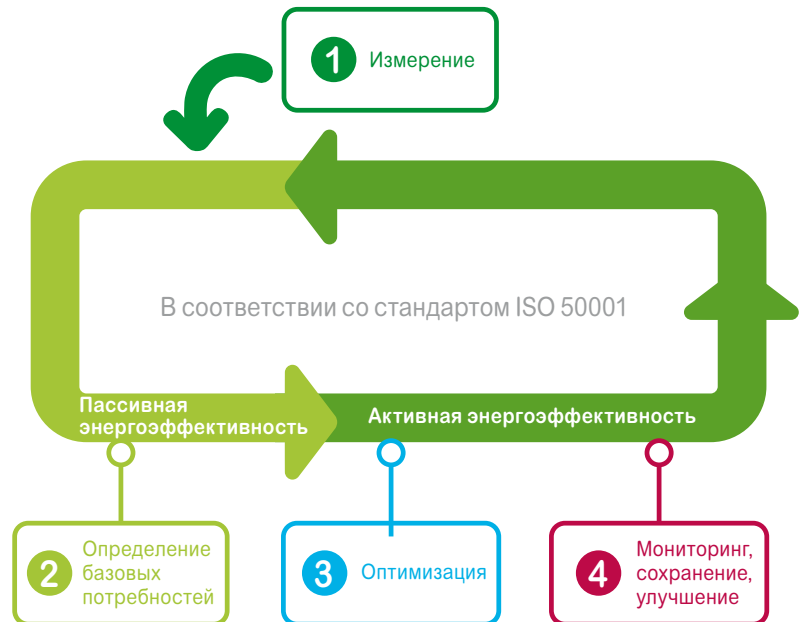 1 Измерение
В соответствии со стандартом ISO 50001
Пассивная
энергоэффективность
Активная энергоэффективность
2 Определение
базовых
потребностей
3 Оптимизация
4 Мониторинг,
сохранение,
улучшение